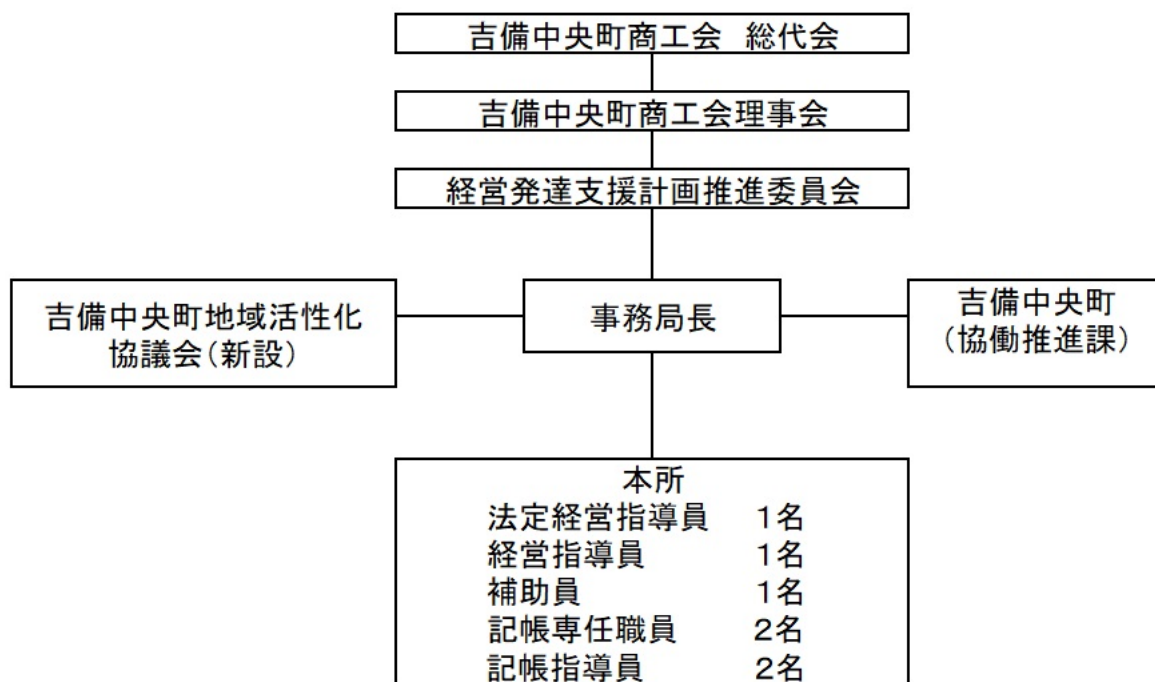 吉備中央町商工会　総代会
吉備中央町商工会理事会
経営発達支援計画推進委員会
吉備中央町地域活性化
協議会（新設）
事務局長
吉備中央町
（協働推進課）
本所
法定経営指導員　１名
経営指導員　１名
補助員　１名
記帳専任職員　２名
記帳指導員　２名